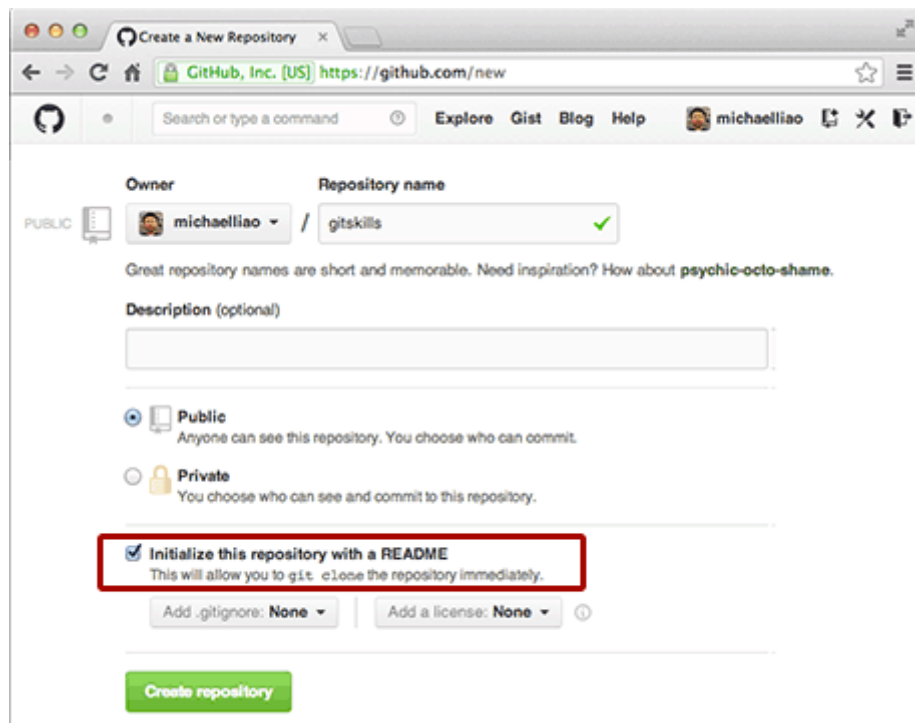 Create a New Repository
GitHub, Inc. [US] https://github.com/new
Search or type a command Explore Gist Blog Help michaelliao
Owner Repository name
PUBLIC michaelliao / gitskills
Great repository names are short and memorable. Need inspiration? How about psychic-octo-shame.
Description (optional)
Public
Anyone can see this repository. You choose who can commit.
Private
You choose who can see and commit to this repository.
Initialize this repository with a README
This will allow you to git clone the repository immediately.
Add .gitignore: None Add a license: None
Create repository